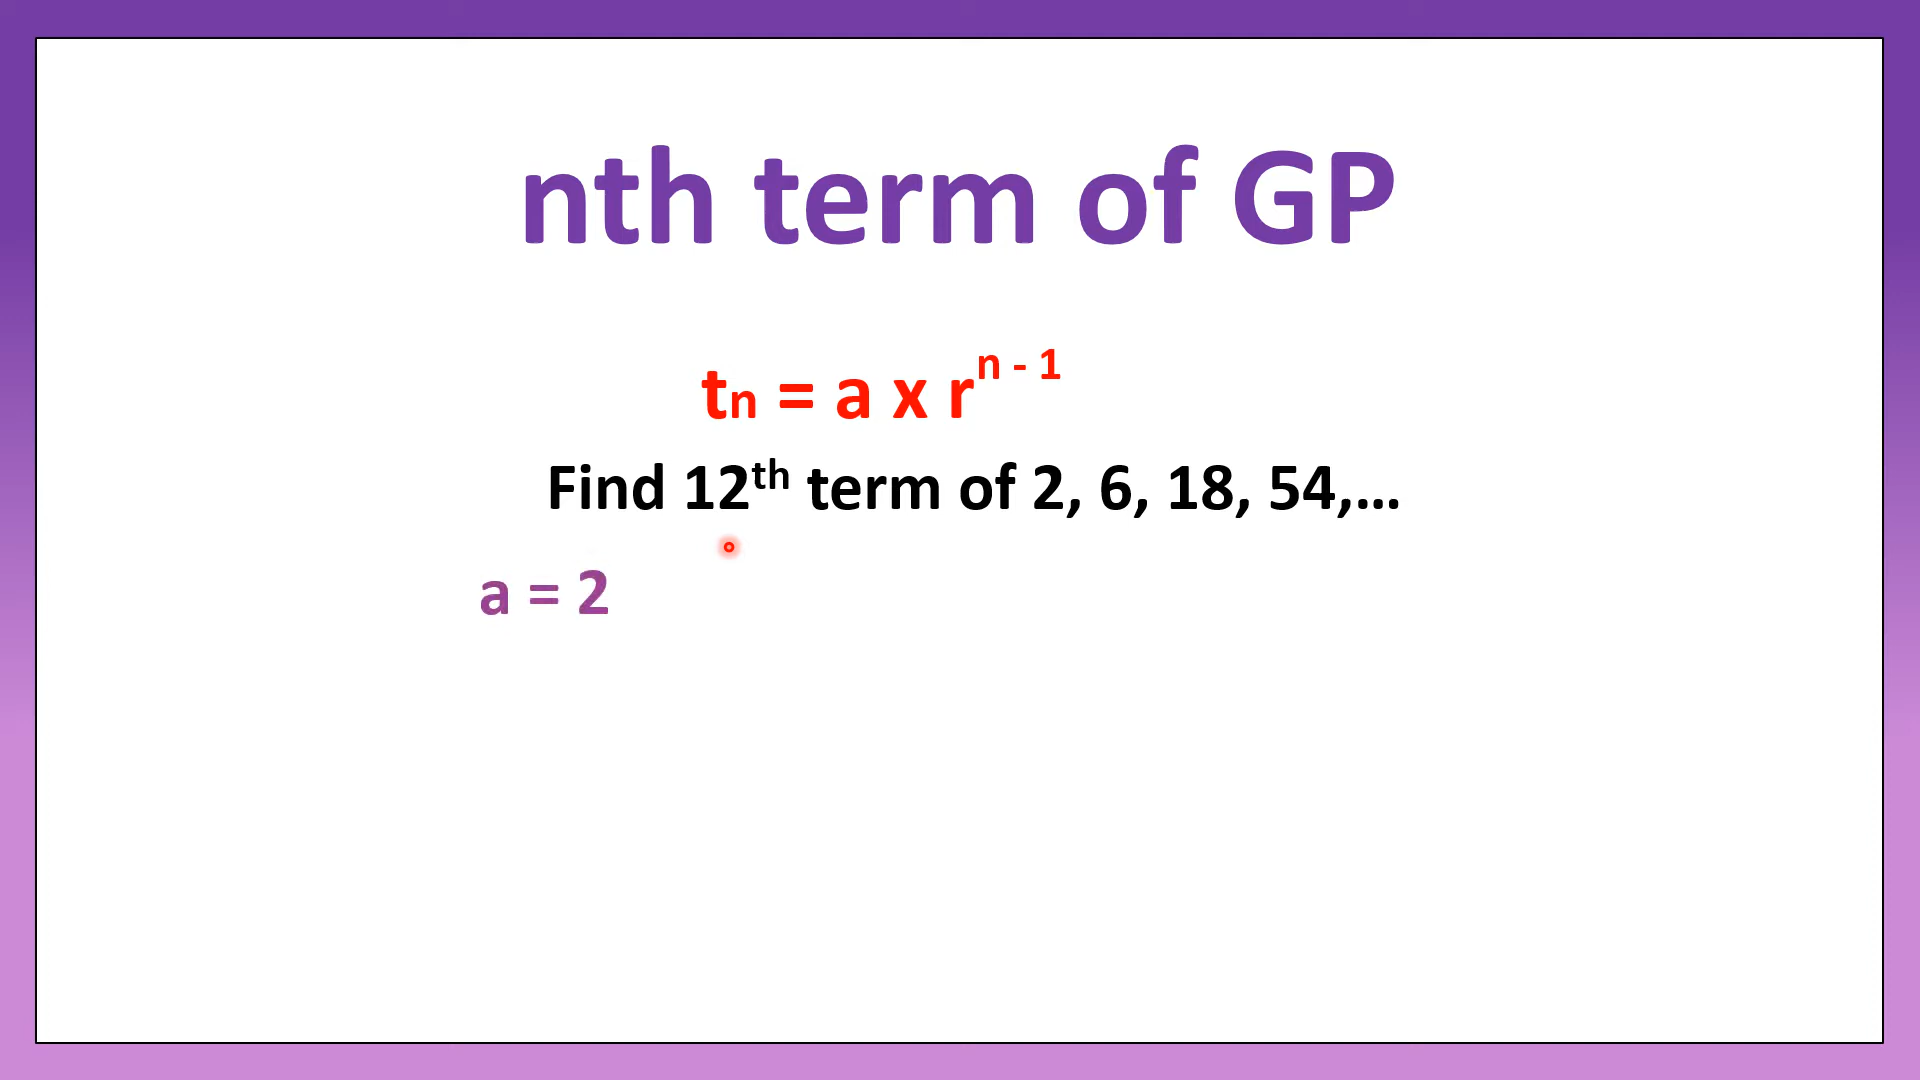 nth term of GP
tn = a x r^n - 1
Find 12th term of 2, 6, 18, 54,...
a = 2